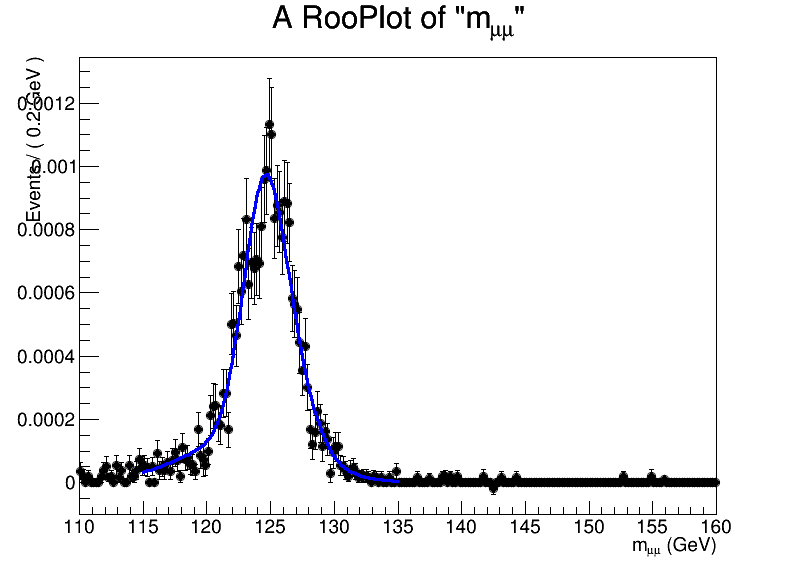 A RooPlot of "mμμ"
Events / ( 0.2 GeV )
0.0012
0.001
0.0008
0.0006
0.0004
0.0002
0
110 115 120 125 130 135 140 145 150 155 160
mμμ (GeV)